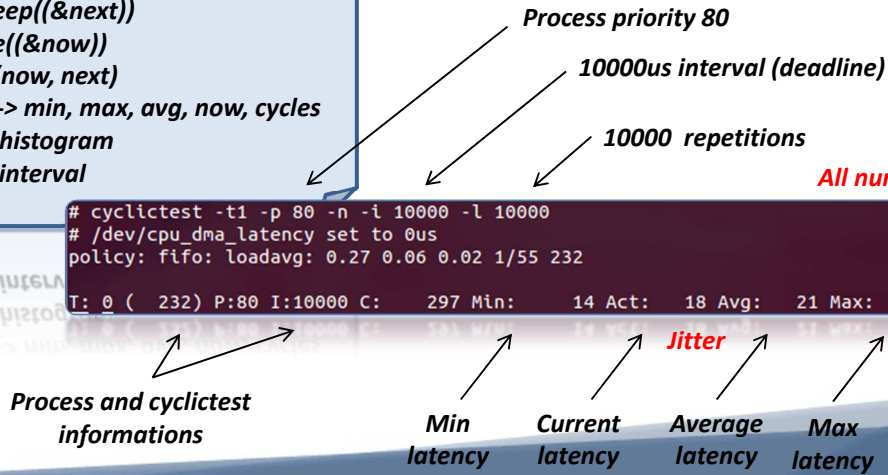 eep((&next))
e((&now))
now, next)
-> min, max, avg, now, cycles
histogram
interval
Process priority 80
10000us interval (deadline)
10000 repetitions
All num
# cyclictest -t1 -p 80 -n -i 10000 -l 10000
# /dev/cpu_dma_latency set to 0us
policy: fifo: loadavg: 0.27 0.06 0.02 1/55 232
T: 0 ( 232) P:80 I:10000 C: 297 Min: 14 Act: 18 Avg: 21 Max:
Jitter
Process and cyclictest
informations
Min
latency
Current
latency
Average
latency
Max
latency